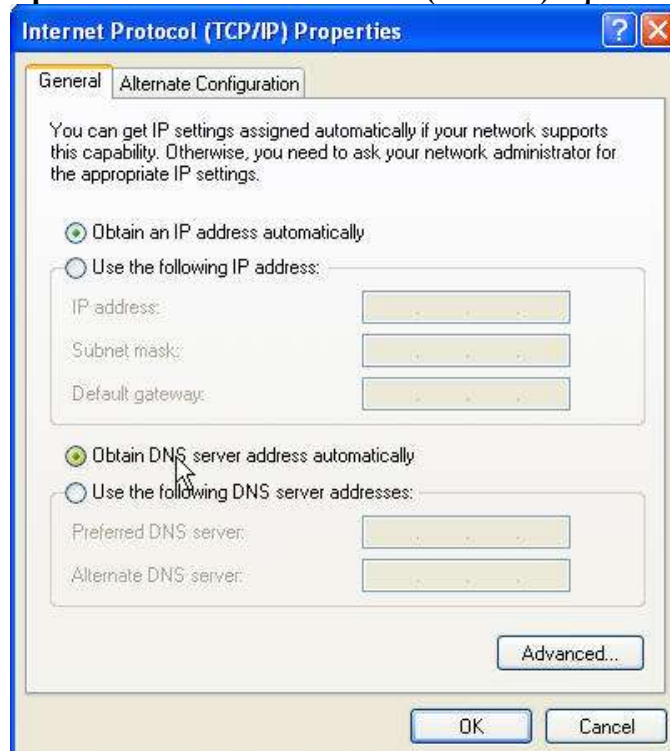 Internet Protocol (TCP/IP) Properties
General Alternate Configuration
You can get IP settings assigned automatically if your network supports
this capability. Otherwise, you need to ask your network administrator for
the appropriate IP settings.
Obtain an IP address automatically
Use the following IP address:
IP address:
Subnet mask:
Default gateway:
Obtain DNS server address automatically
Use the following DNS server addresses:
Preferred DNS server:
Alternate DNS server:
Advanced...
OK Cancel